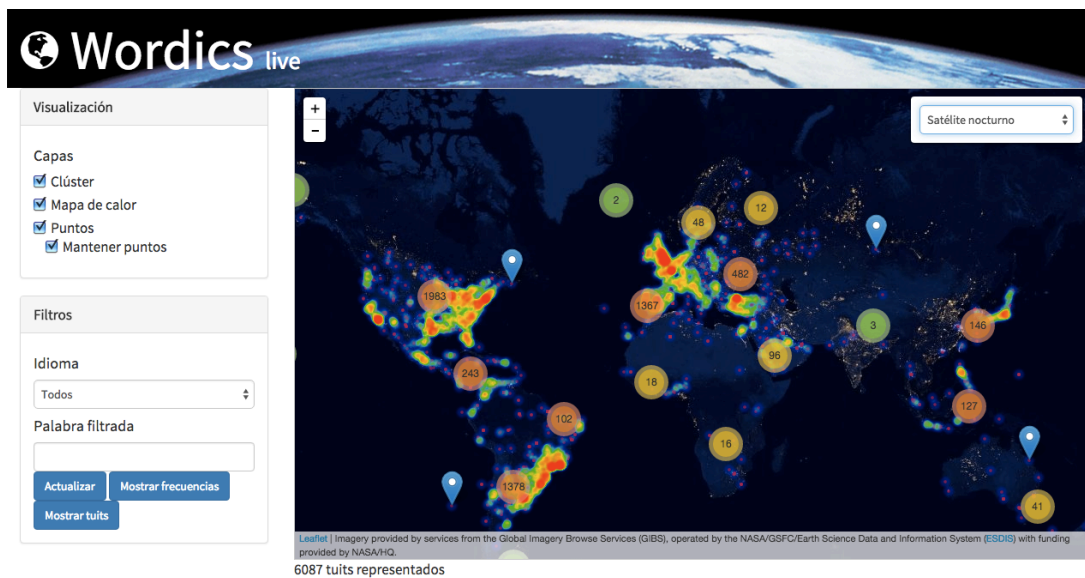 Wordics live
Visualización
Capas
Clúster
Mapa de calor
Puntos
Mantener puntos
Filtros
Idioma
Todos
Palabra filtrada
Actualizar
Mostrar frecuencias
Mostrar tuits
+
-
Satélite nocturno
2
12
48
482
1983
1367
3
146
96
243
18
127
102
16
1378
41
Leaflet | Imagery provided by services from the Global Imagery Browse Services (GIBS), operated by the NASA/GSFC/Earth Science Data and Information System (ESDIS) with funding
provided by NASA/HQ.
6087 tuits representados